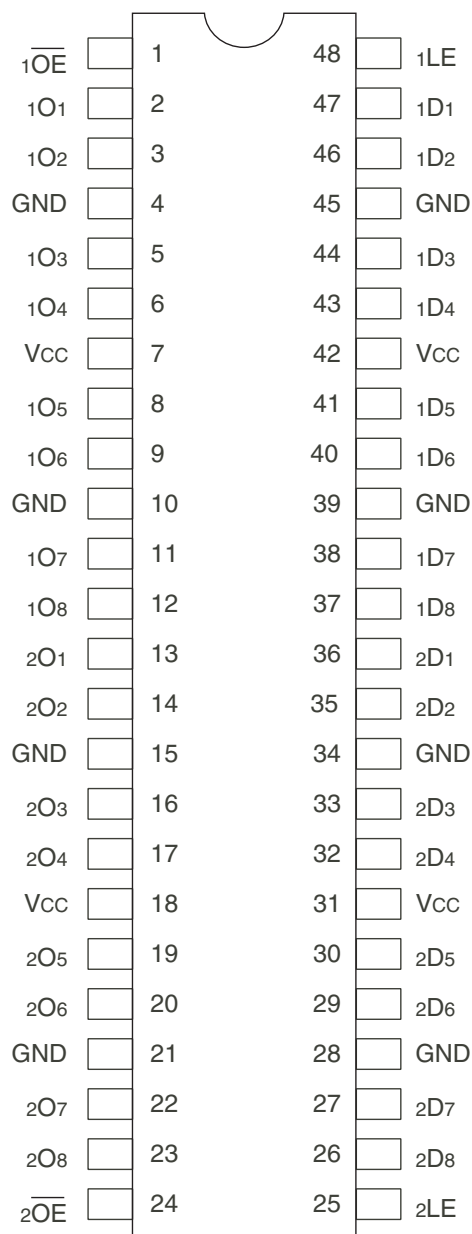 1OE 1 48 1LE
1O1 2 47 1D1
1O2 3 46 1D2
GND 4 45 GND
1O3 5 44 1D3
1O4 6 43 1D4
VCC 7 42 VCC
1O5 8 41 1D5
1O6 9 40 1D6
GND 10 39 GND
1O7 11 38 1D7
1O8 12 37 1D8
2O1 13 36 2D1
2O2 14 35 2D2
GND 15 34 GND
2O3 16 33 2D3
2O4 17 32 2D4
VCC 18 31 VCC
2O5 19 30 2D5
2O6 20 29 2D6
GND 21 28 GND
2O7 22 27 2D7
2O8 23 26 2D8
2OE 24 25 2LE